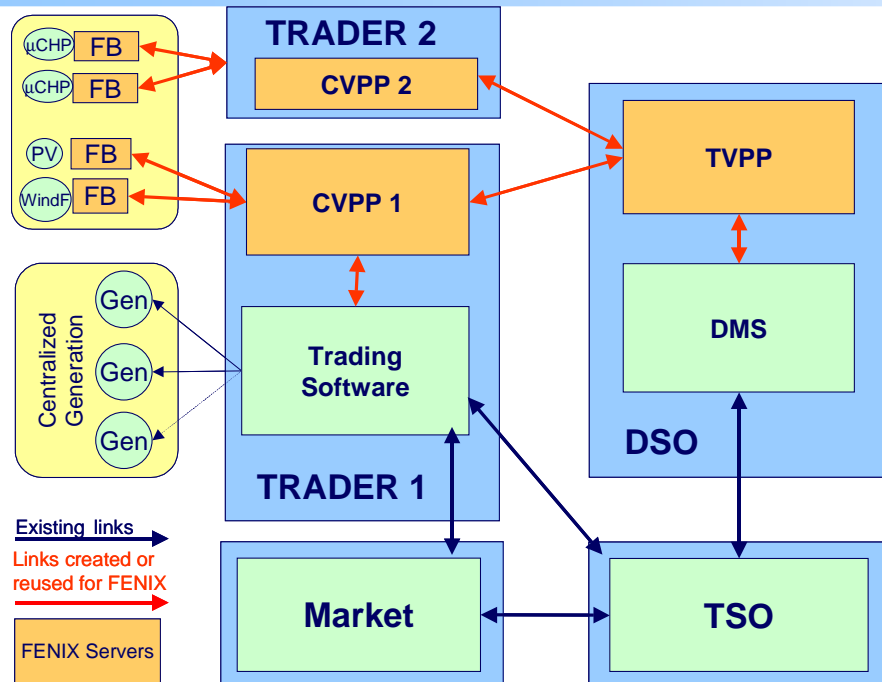 μCHP
FB
μCHP
FB
PV
FB
WindF
FB
TRADER 2
CVPP 2
CVPP 1
Trading
Software
TRADER 1
TVPP
DMS
DSO
Centralized
Generation
Gen
Gen
Gen
Existing links
Links created or
reused for FENIX
FENIX Servers
Market
TSO